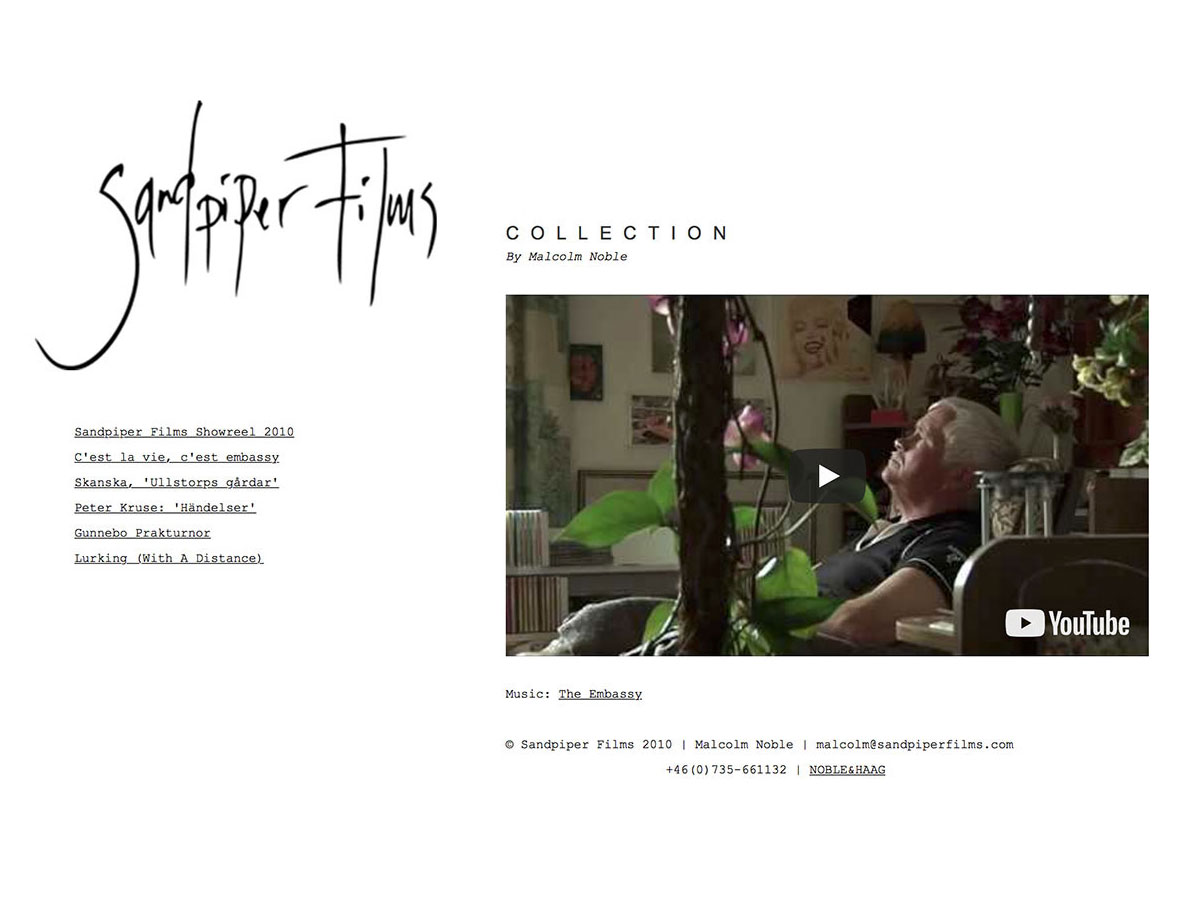 Sandpiper Films
Sandpiper Films Showreel 2010
C'est la vie, c'est embassy
Skanska, 'Ullstorps gårdar'
Peter Kruse: 'Händelser'
Gunnebo Prakturnor
Lurking (With A Distance)
COLLECTION
By Malcolm Noble
YouTube
Music: The Embassy
© Sandpiper Films 2010 | Malcolm Noble | malcolm@sandpiperfilms.com
+46(0)735-661132 | NOBLE&HAAG